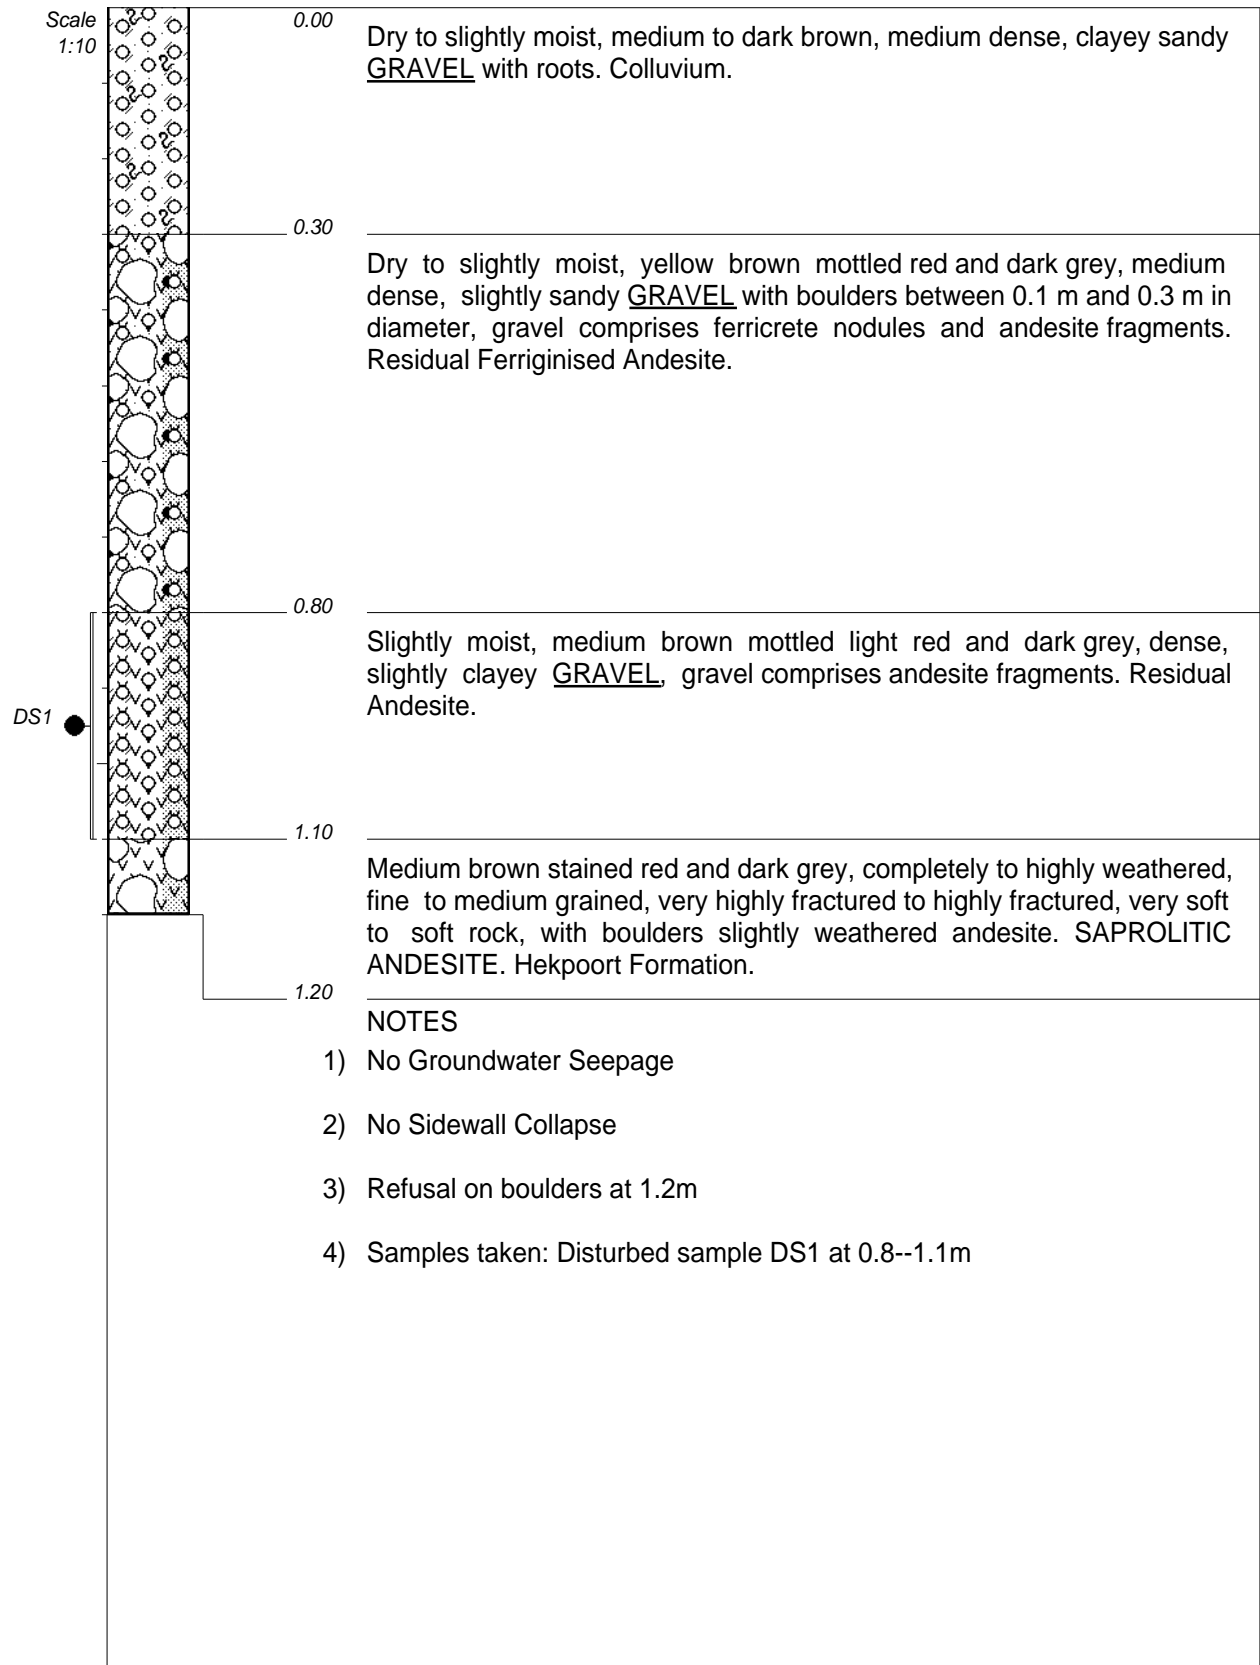 Scale
1:10
0.00
Dry to slightly moist, medium to dark brown, medium dense, clayey sandy
GRAVEL with roots. Colluvium.
0.30
Dry to slightly moist, yellow brown mottled red and dark grey, medium
dense, slightly sandy GRAVEL with boulders between 0.1 m and 0.3 m in
diameter, gravel comprises ferricrete nodules and andesite fragments.
Residual Ferriginised Andesite.
0.80
Slightly moist, medium brown mottled light red and dark grey, dense,
slightly clayey GRAVEL, gravel comprises andesite fragments. Residual
Andesite.
DS1
1.10
Medium brown stained red and dark grey, completely to highly weathered,
fine to medium grained, very highly fractured to highly fractured, very soft
to soft rock, with boulders slightly weathered andesite. SAPROLITIC
ANDESITE. Hekpoort Formation.
1.20
NOTES
1) No Groundwater Seepage
2) No Sidewall Collapse
3) Refusal on boulders at 1.2m
4) Samples taken: Disturbed sample DS1 at 0.8--1.1m